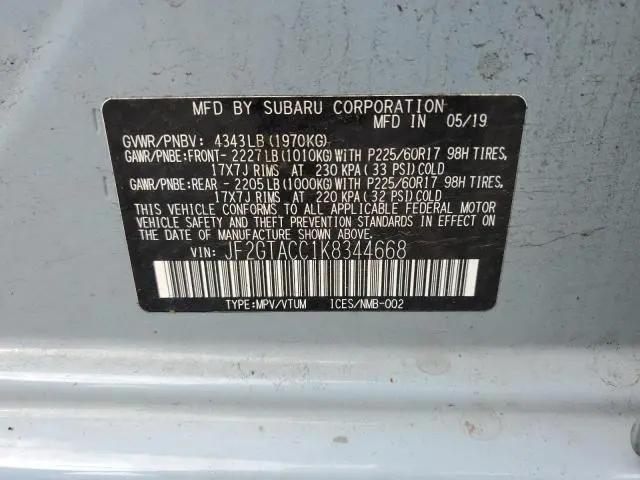 MFD BY SUBARU CORPORATION
MFD IN 05/19
GVWR/PNBV: 4343LB (1970KG)
GAWR/PNBE:FRONT- 2227LB(1010KG)WITH P225/60R17 98H TIRES,
17X7J RIMS AT 230 KPA ( 33 PSI) COLD
GAWR/PNBE:REAR - 2205LB(1000KG)WITH P225/60R17 98H TIRES,
17X7J RIMS AT 220 KPA ( 32 PSI) COLD
THIS VEHICLE CONFORMS TO ALL APPLICABLE FEDERAL MOTOR
VEHICLE SAFETY AND THEFT PREVENTION STANDARDS IN EFFECT
ON THE DATE OF MANUFACTURE SHOWN ABOVE.
VIN: JF2GTACC1K8344668
TYPE:MPV/VTUM ICES/NMB-002